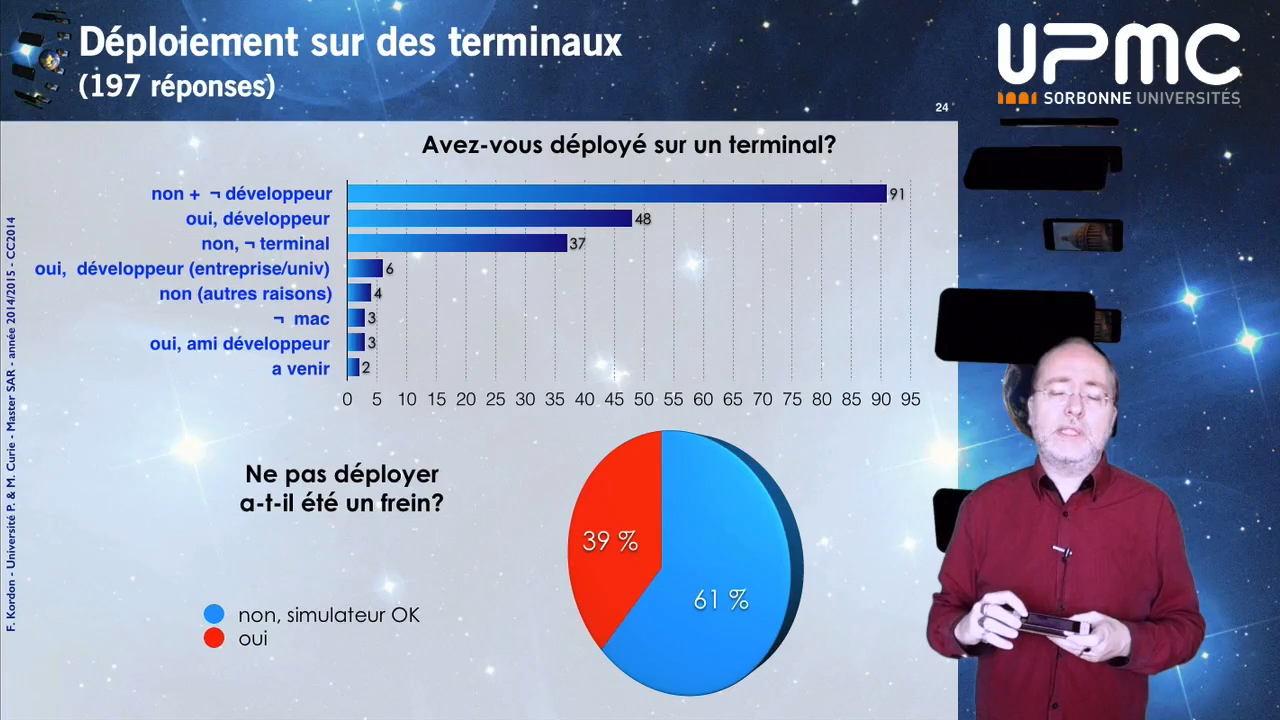 Déploiement sur des terminaux
(197 réponses)
UPMC
SORBONNE UNIVERSITÉS
24
Avez-vous déployé sur un terminal?
non + ¬ développeur 91
oui, développeur 48
non, ¬ terminal 37
oui, développeur (entreprise/univ) 6
non (autres raisons) 4
¬ mac 3
oui, ami développeur 3
a venir 2
0 5 10 15 20 25 30 35 40 45 50 55 60 65 70 75 80 85 90 95
Ne pas déployer
a-t-il été un frein?
39 %
61 %
non, simulateur OK
oui
F. Kordon - Université P. & M. Curie - Master SAR - année 2014/2015 - CC2014